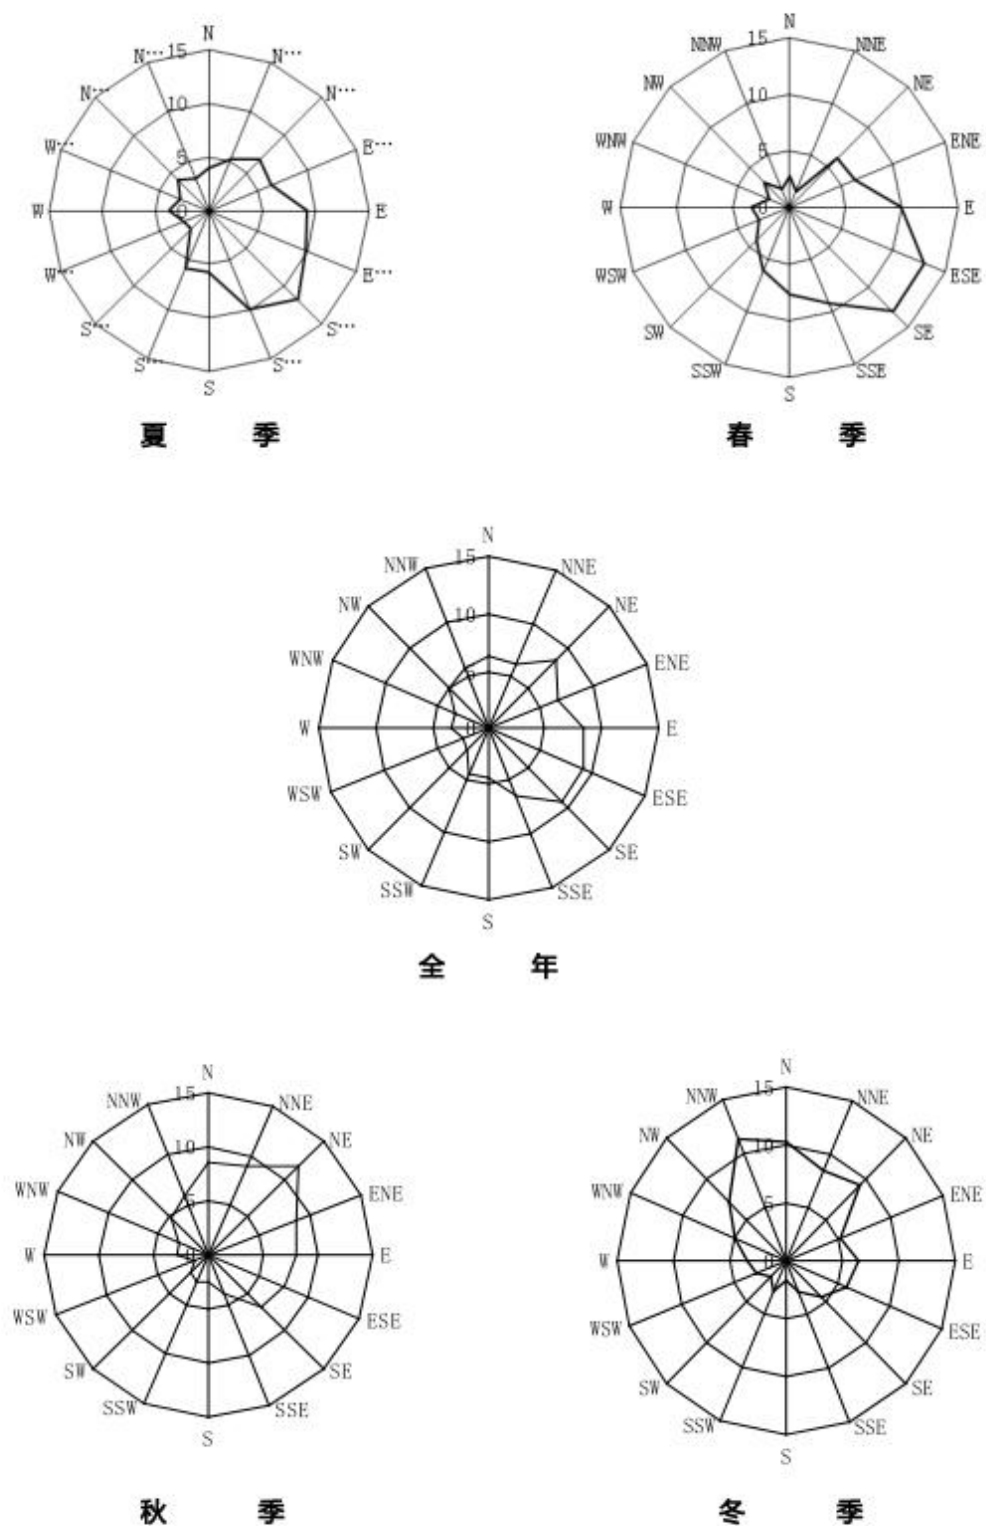 N
N… 15 N…
N… 10 N…
W… 5 E…
W 0 E
W… E…
S… S…
S… S…
S
夏 季
N
NNW 15 NNE
NW 10 NE
WNW 5 ENE
W 0 E
WSW ESE
SW SE
SSW SSE
S
春 季
N
NNW 15 NNE
NW 10 NE
WNW 5 ENE
W 0 E
WSW ESE
SW SE
SSW SSE
S
全 年
N
NNW 15 NNE
NW 10 NE
WNW 5 ENE
W 0 E
WSW ESE
SW SE
SSW SSE
S
秋 季
N
NNW 15 NNE
NW 10 NE
WNW 5 ENE
W 0 E
WSW ESE
SW SE
SSW SSE
S
冬 季